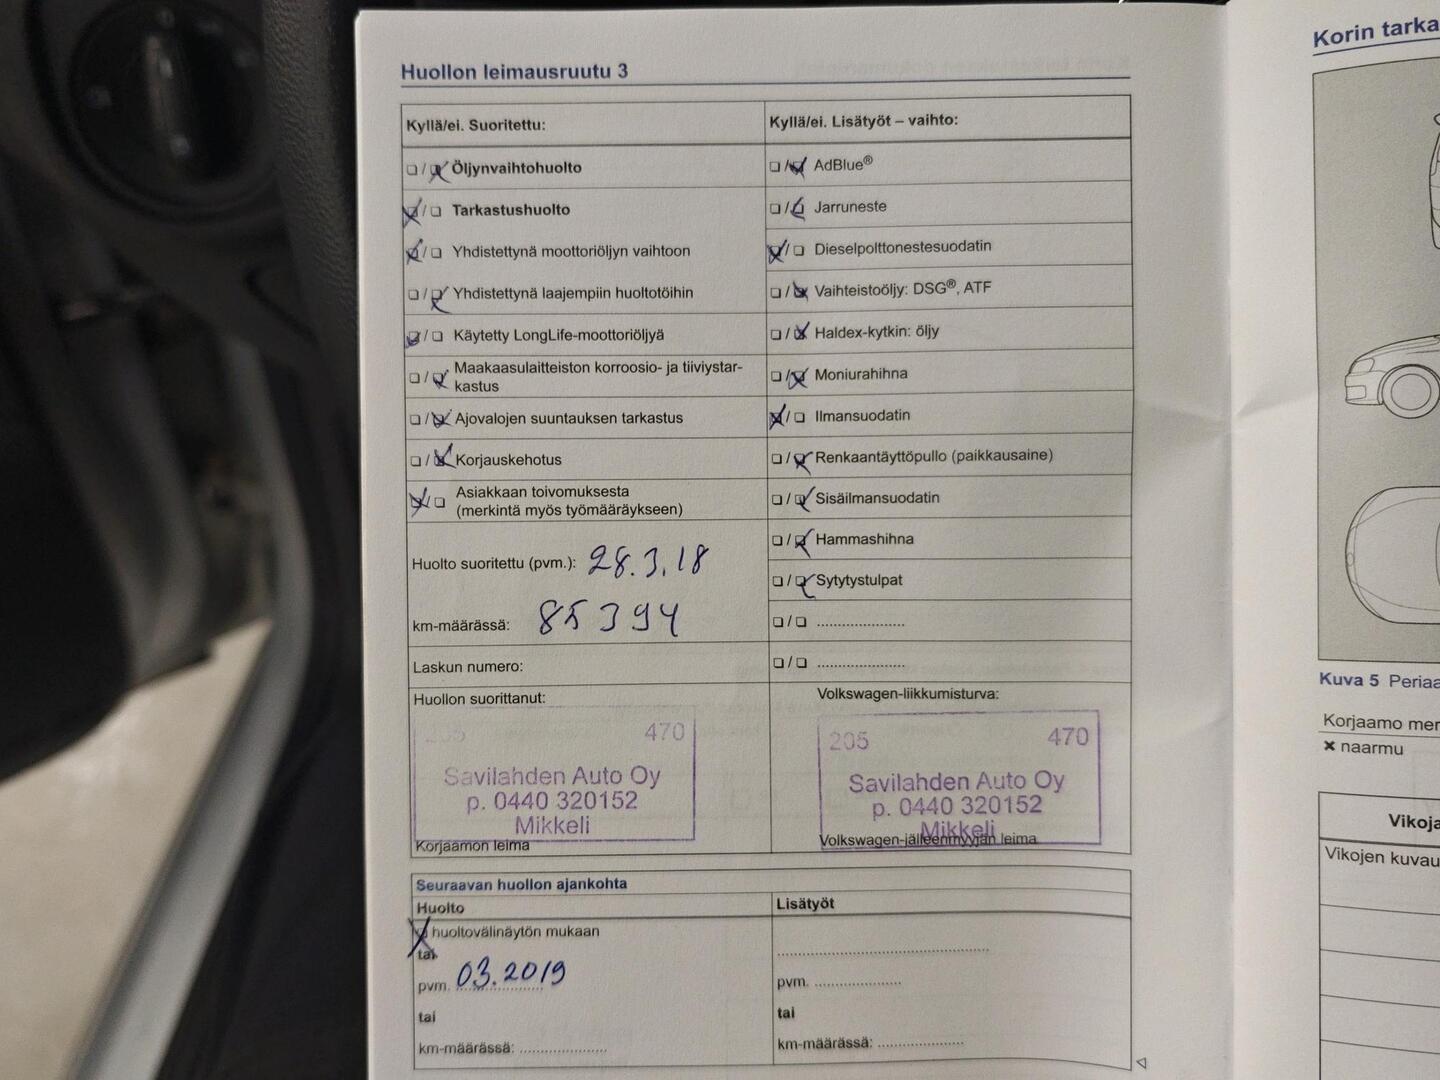 Huollon leimausruutu 3
Kyllä/ei. Suoritettu:
☐ / ☒ Öljynvaihtohuolto
☒ / ☐ Tarkastushuolto
☒ / ☐ Yhdistettynä moottoriöljyn vaihtoon
☐ / ☒ Yhdistettynä laajempiin huoltotöihin
☒ / ☐ Käytetty LongLife-moottoriöljyä
☐ / ☒ Maakaasulaitteiston korroosio- ja tiiviystar-
kastus
☐ / ☒ Ajovalojen suuntauksen tarkastus
☐ / ☒ Korjauskehotus
☒ / ☐ Asiakkaan toivomuksesta
(merkintä myös työmääräykseen)
Huolto suoritettu (pvm.): 28.3.18
km-määrässä: 85394
Laskun numero:
Huollon suorittanut:
205 470
Savilahden Auto Oy
p. 0440 320152
Mikkeli
Korjaamon leima
Kyllä/ei. Lisätyöt – vaihto:
☐ / ☒ AdBlue®
☐ / ☒ Jarruneste
☒ / ☐ Dieselpolttonestesuodatin
☐ / ☒ Vaihteistoöljy: DSG®, ATF
☐ / ☒ Haldex-kytkin: öljy
☐ / ☒ Moniurahihna
☒ / ☐ Ilmansuodatin
☐ / ☒ Renkaantäyttöpullo (paikkausaine)
☐ / ☒ Sisäilmansuodatin
☐ / ☒ Hammashihna
☐ / ☒ Sytytystulpat
☐ / ☐ ......................
☐ / ☐ ......................
Volkswagen-liikkumisturva:
205 470
Savilahden Auto Oy
p. 0440 320152
Mikkeli
Volkswagen-jälleenmyyjän leima
Seuraavan huollon ajankohta
Huolto
☒ huoltovälinäytön mukaan
tai
pvm. 03.2019
tai
km-määrässä: ......................
Lisätyöt
pvm. ......................
tai
km-määrässä: ......................
Korin tarka
Kuva 5 Periaa
Korjaamo mer
✖ naarmu
Vikoja
Vikojen kuvau